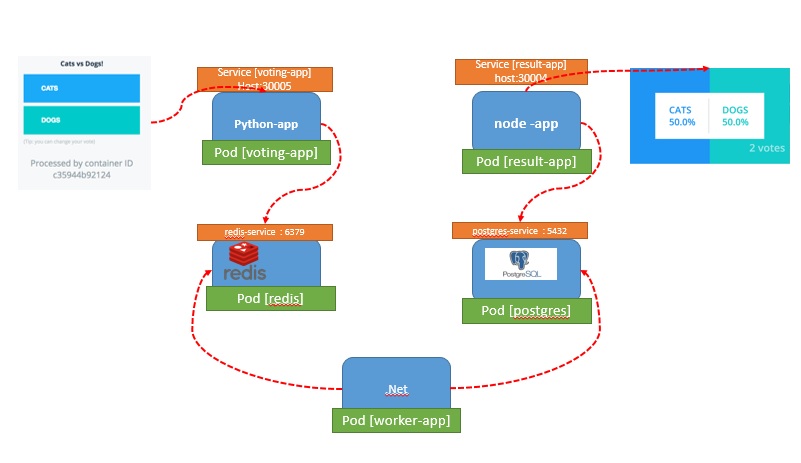 Cats vs Dogs!
CATS
DOGS
(Tip: you can change your vote)
Processed by container ID
c35944b92124
Service [voting-app]
Host:30005
Python-app
Pod [voting-app]
Service [result-app]
host:30004
node -app
Pod [result-app]
CATS
50.0%
DOGS
50.0%
2 votes
redis-service : 6379
redis
Pod [redis]
postgres-service : 5432
PostgreSQL
Pod [postgres]
.Net
Pod [worker-app]